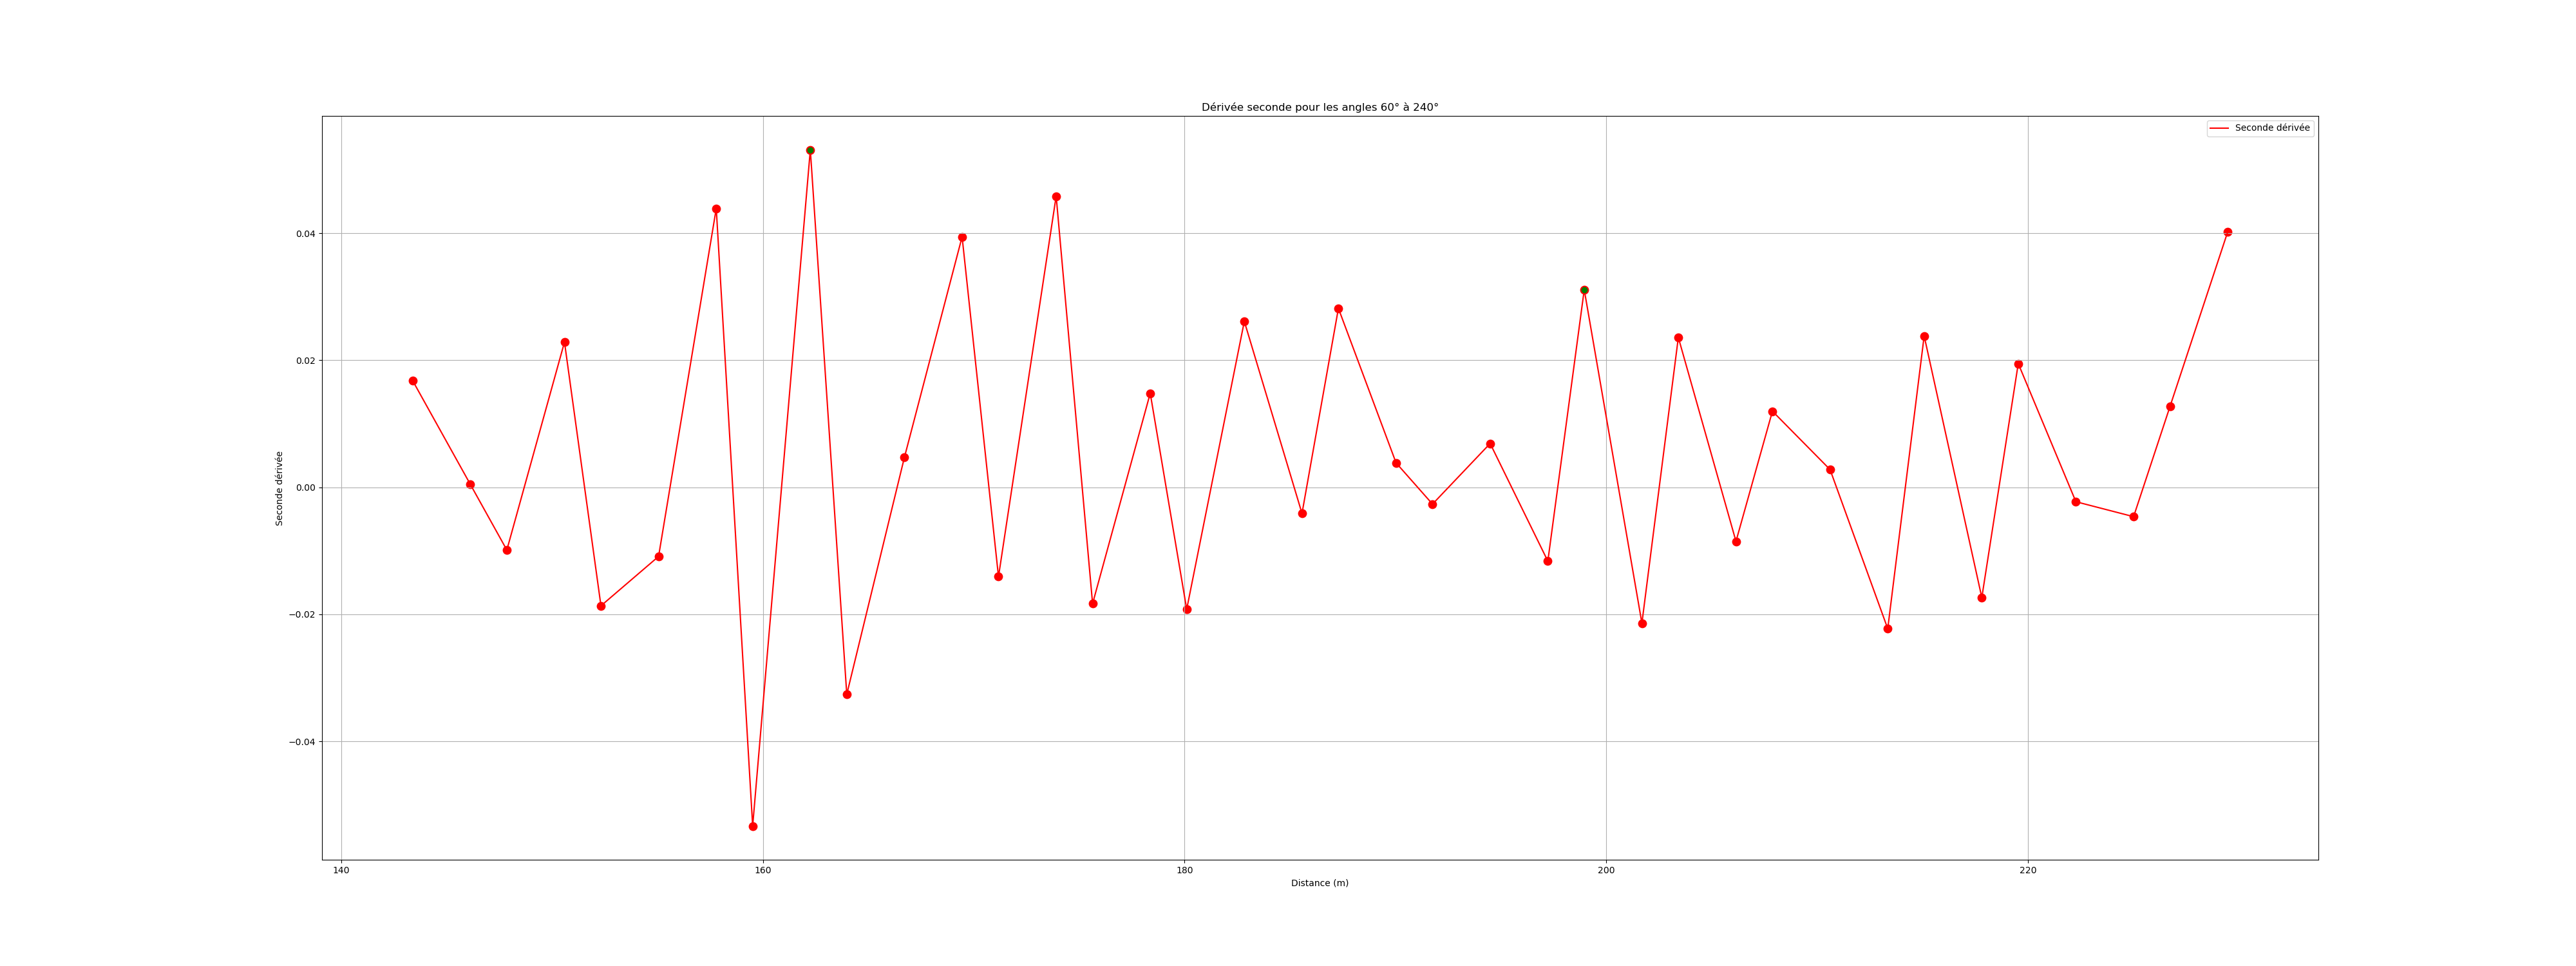 Dérivée seconde pour les angles 60° à 240°
Seconde dérivée
0.04
0.02
0.00
−0.02
−0.04
Seconde dérivée
140
160
180
200
220
Distance (m)